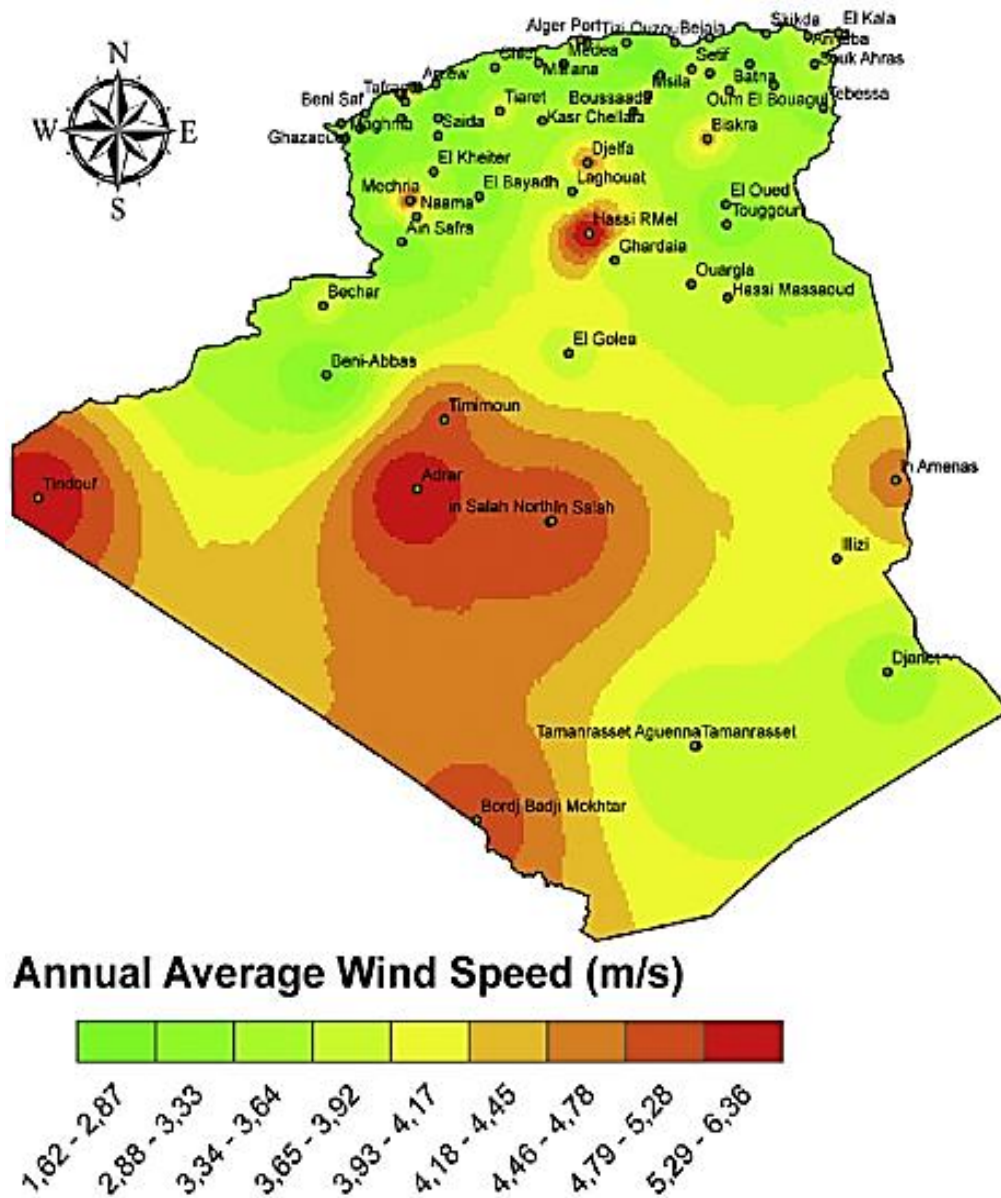 N
W E
S
Alger Port
Tizi Ouzou
Bejaia
Skikda
El Kala
Annaba
Souk Ahras
Chlef
Medea
Miliana
Setif
Batna
Msila
Tebessa
Arzew
Beni Saf
Maghnia
Ghazaouet
Saida
Tiaret
Boussaada
Oum El Bouagui
Kasr Chellala
Biskra
El Kheiter
Djelfa
Mechria
Naama
El Bayadh
Laghouat
El Oued
Touggourt
Ain Safra
Hassi RMel
Ghardaia
Ouargla
Hassi Massaoud
Bechar
El Golea
Beni-Abbas
Timimoun
Tindouf
Adrar
in Salah North
In Salah
In Amenas
Illizi
Djanet
Tamanrasset Aguenna
Tamanrasset
Bordj Badji Mokhtar
Annual Average Wind Speed (m/s)
1,62 - 2,87
2,88 - 3,33
3,34 - 3,64
3,65 - 3,92
3,93 - 4,17
4,18 - 4,45
4,46 - 4,78
4,79 - 5,28
5,29 - 6,36